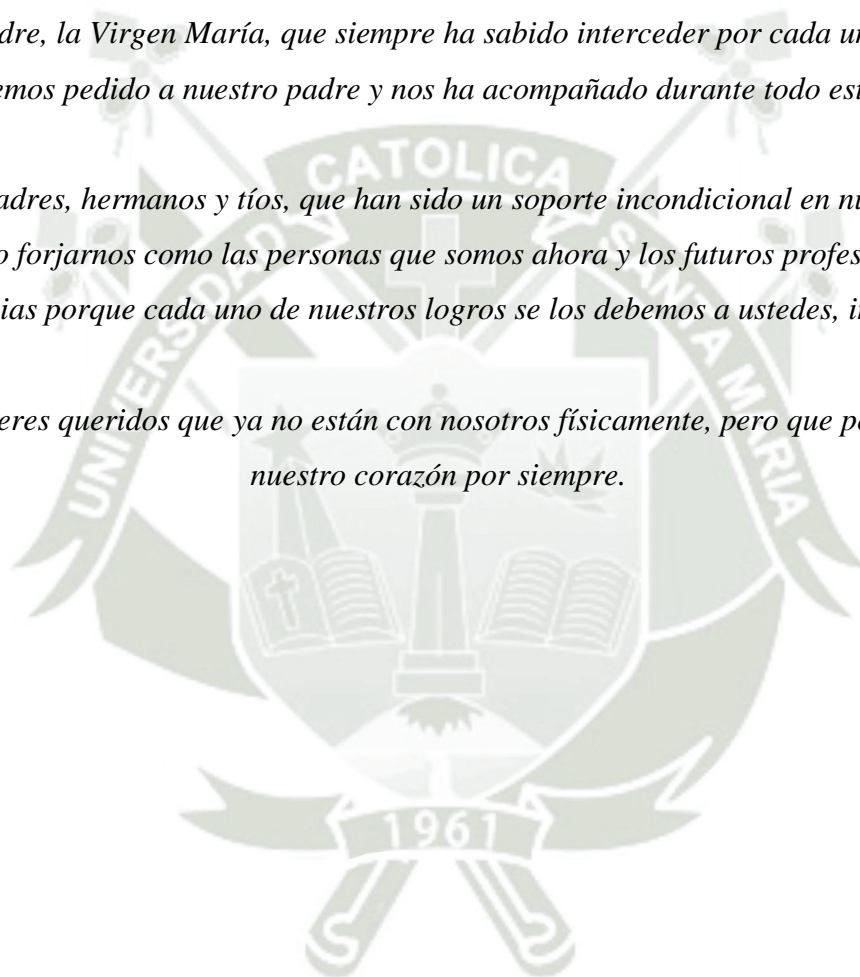 dre, la Virgen María, que siempre ha sabido interceder por cada un
emos pedido a nuestro padre y nos ha acompañado durante todo est
CATOLICA
adres, hermanos y tíos, que han sido un soporte incondicional en nu
o forjarnos como las personas que somos ahora y los futuros profes
ias porque cada uno de nuestros logros se los debemos a ustedes, in
UNIVERSIDAD
SANTA MARIA
eres queridos que ya no están con nosotros físicamente, pero que pe
nuestro corazón por siempre.
1961